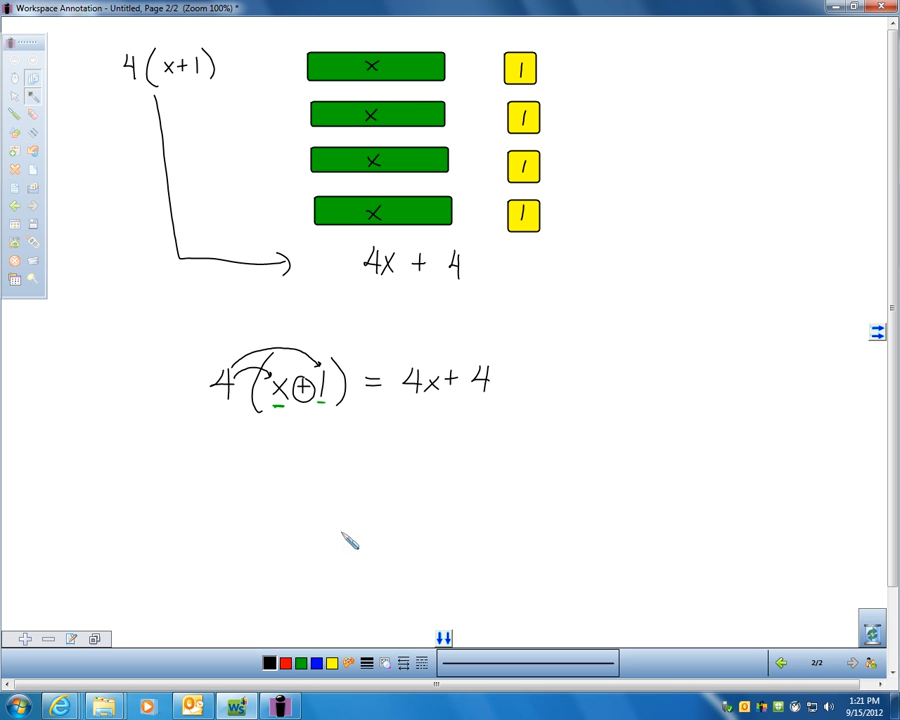 Workspace Annotation - Untitled, Page 2/2 (Zoom 100%) *
4(x+1)
x 1
x 1
x 1
x 1
4x + 4
4(x+1) = 4x+ 4
2/2
1:21 PM
9/15/2012